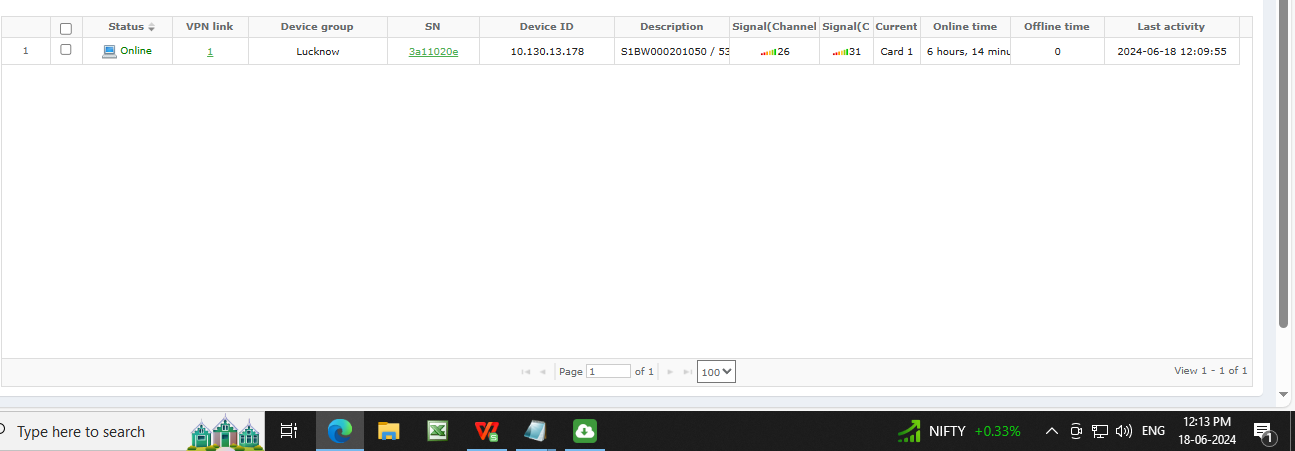 Status VPN link Device group SN Device ID Description Signal(Channel Signal(C Current Online time Offline time Last activity
1 Online 1 Lucknow 3a11020e 10.130.13.178 S1BW000201050 / 53 26 31 Card 1 6 hours, 14 minu 0 2024-06-18 12:09:55
Page 1 of 1 100 View 1 - 1 of 1
Type here to search NIFTY +0.33% ENG 12:13 PM
18-06-2024 1